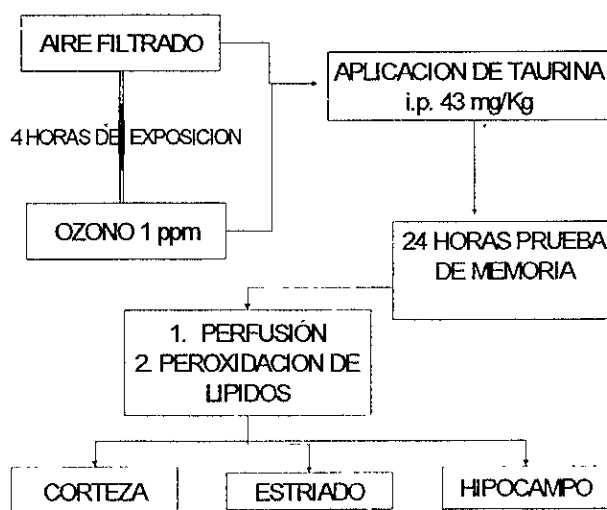 AIRE FILTRADO
4 HORAS DE EXPOSICION
OZONO 1 ppm
APLICACION DE TAURINA
i.p. 43 mg/Kg
24 HORAS PRUEBA
DE MEMORIA
1. PERFUSIÓN
2. PEROXIDACION DE
LIPIDOS
CORTEZA
ESTRIADO
HIPOCAMPO